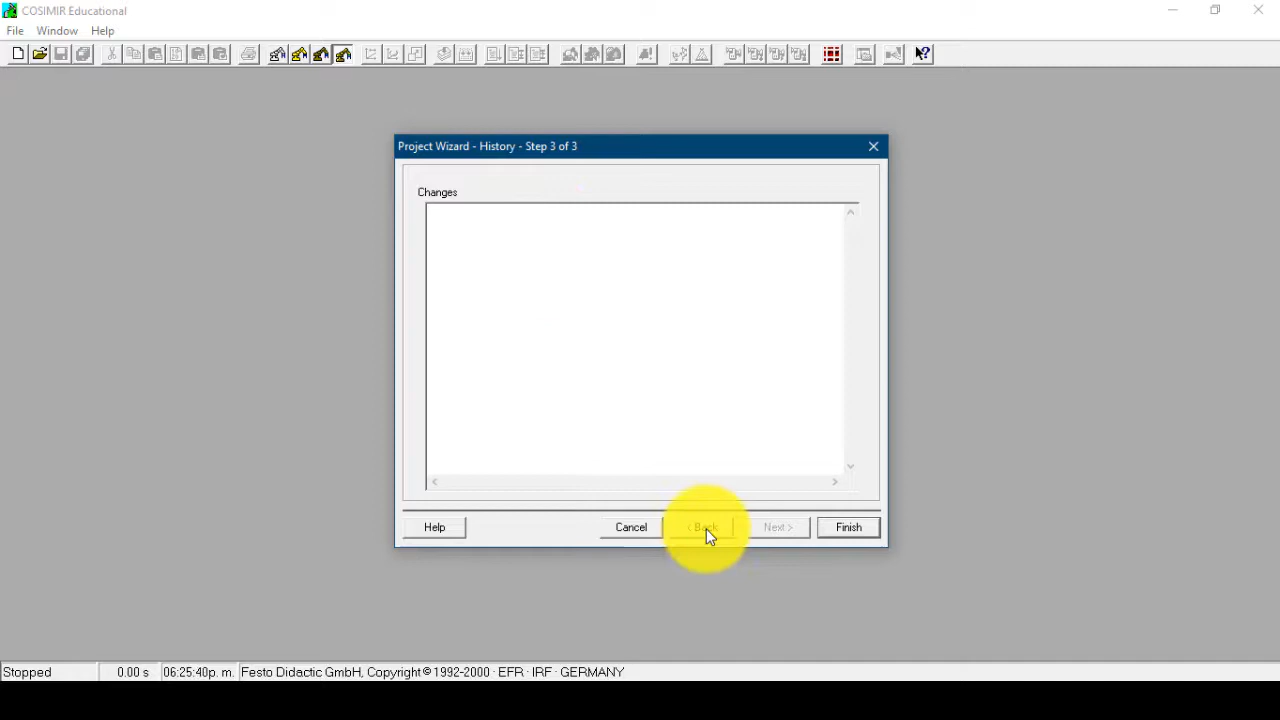 COSIMIR Educational
File Window Help
Project Wizard - History - Step 3 of 3
Changes
Help Cancel < Back Next > Finish
Stopped 0.00 s 06:25:40p. m. Festo Didactic GmbH, Copyright©1992-2000 · EFR · IRF · GERMANY